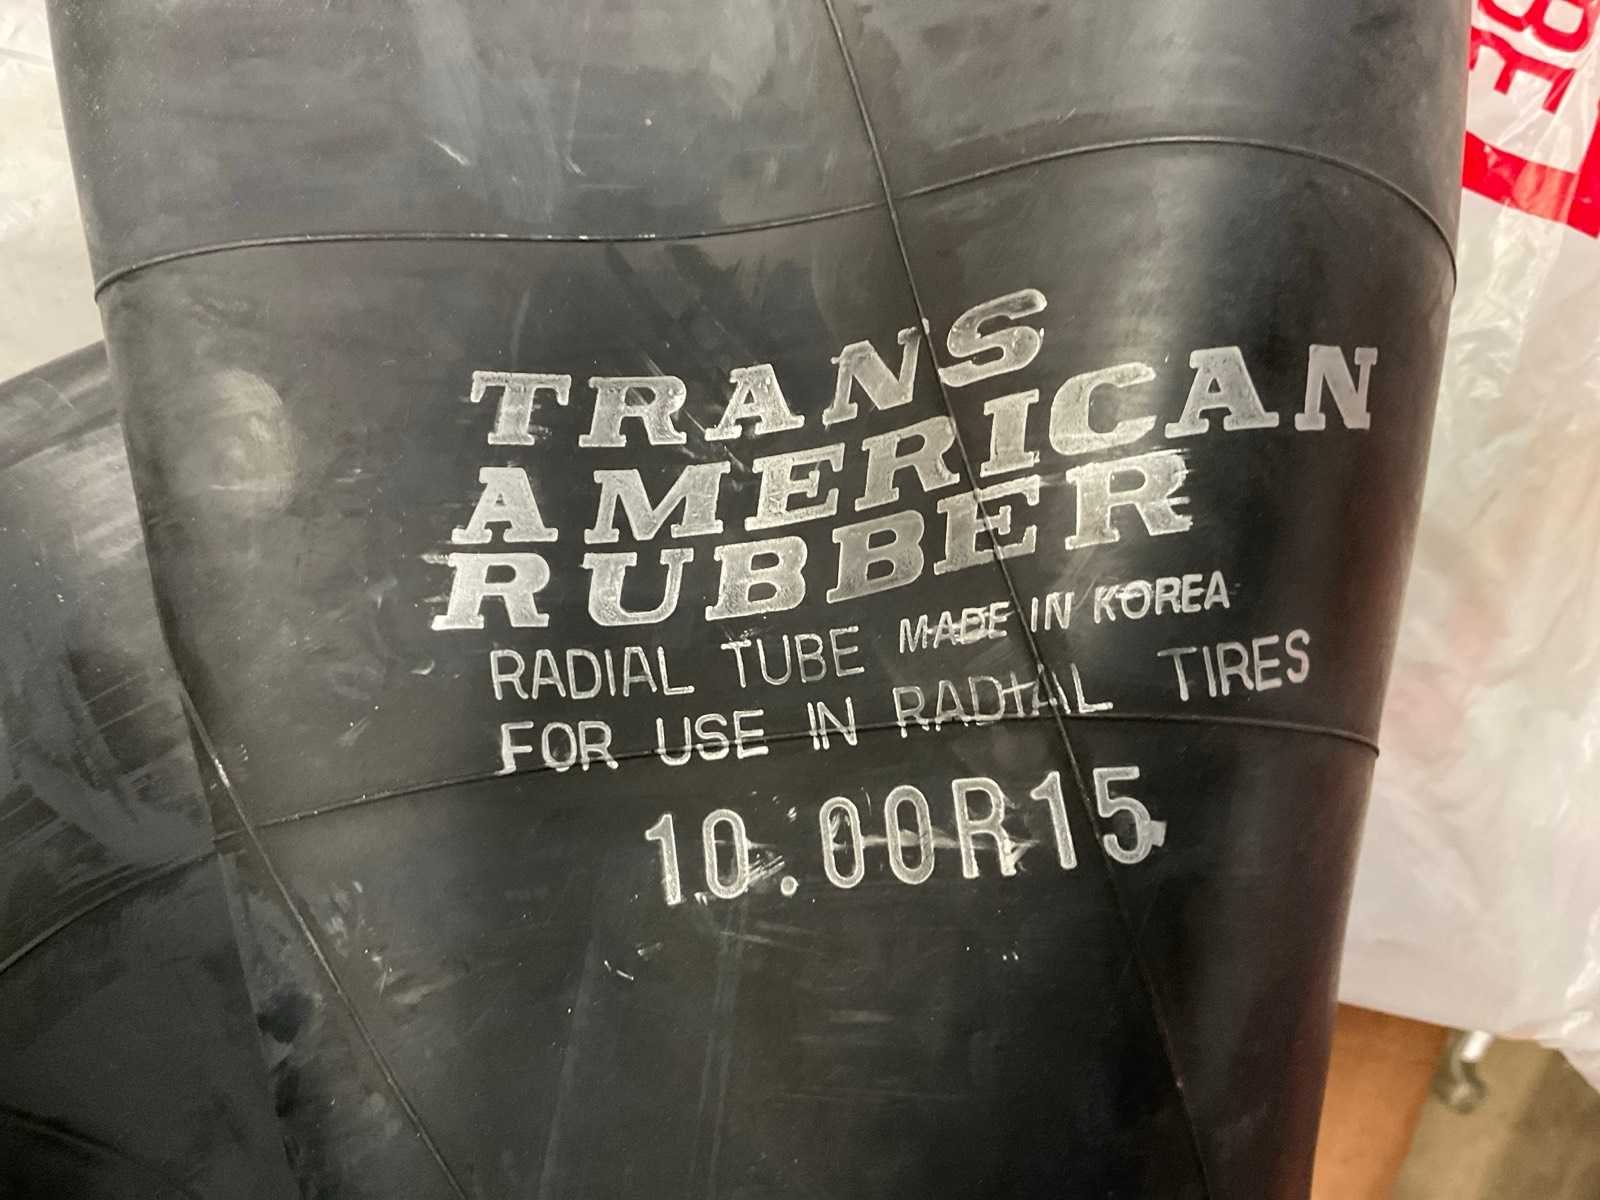 TRANS
AMERICAN
RUBBER
RADIAL TUBE MADE IN KOREA
FOR USE IN RADIAL TIRES
10.00R15